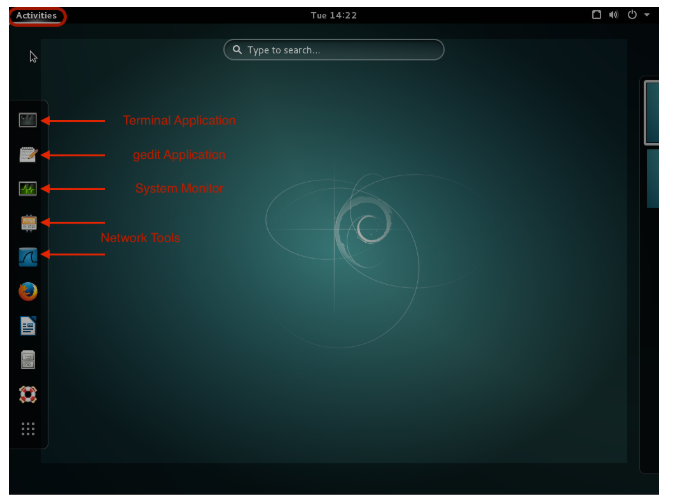 Activities
Tue 14:22
Type to search...
Terminal Application
gedit Application
System Monitor
Network Tools